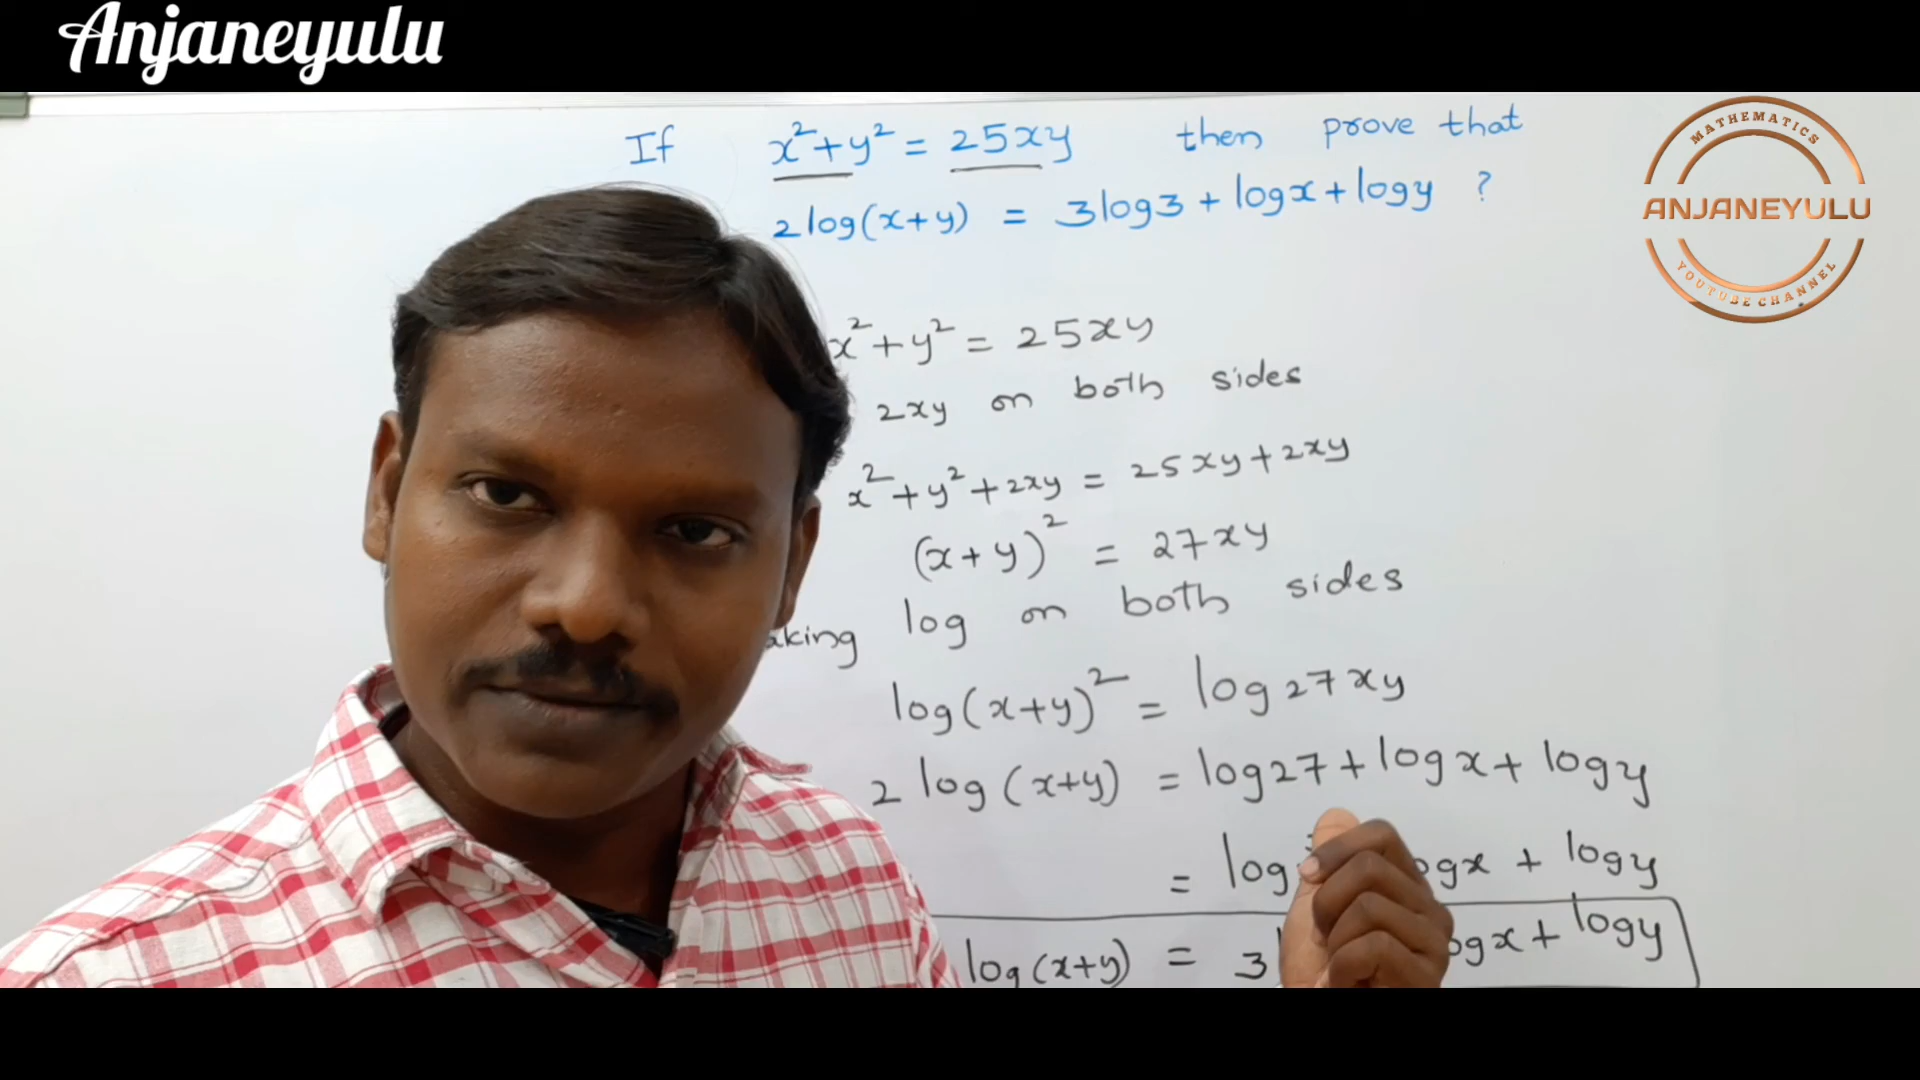 Anjaneyulu
If x²+y² = 25xy then prove that
2log(x+y) = 3log3 + logx + logy ?
MATHEMATICS
ANJANEYULU
YOUTUBE CHANNEL
x²+y² = 25xy
2xy on both sides
x²+y²+2xy = 25xy+2xy
(x+y)² = 27xy
log on both sides
log(x+y)² = log27xy
2 log(x+y) = log27+logx+logy
= log x + logy
log(x+y) = 3 x + logy